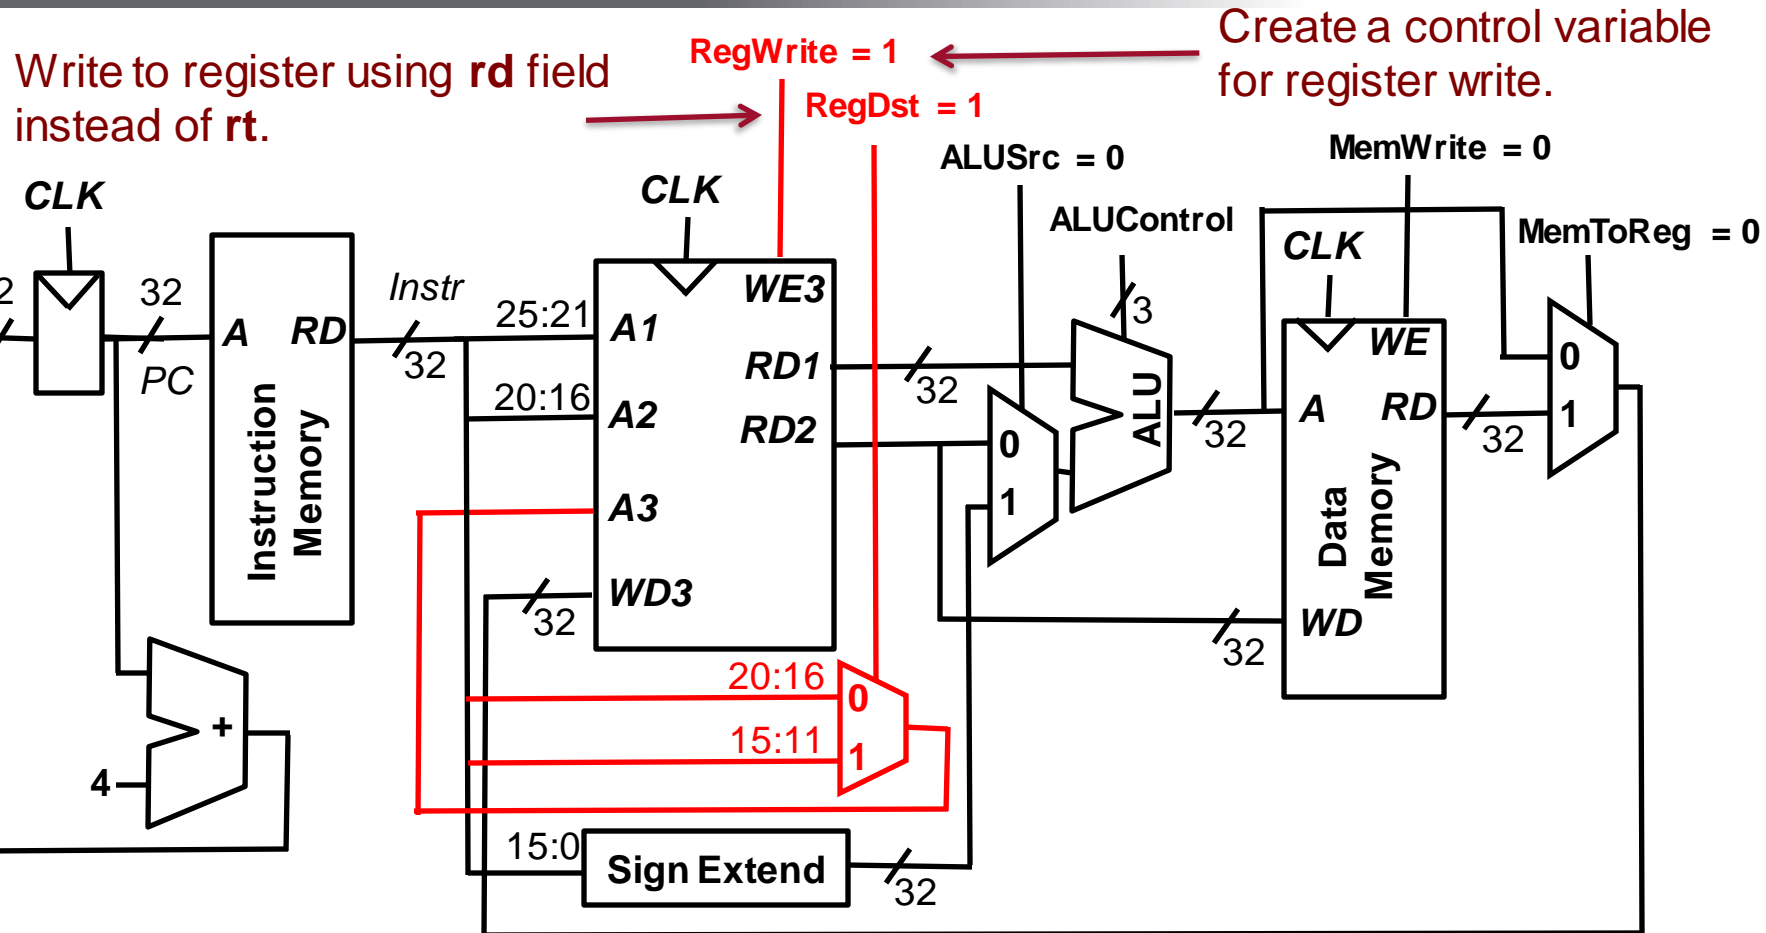 Write to register using rd field
instead of rt.
RegWrite = 1
RegDst = 1
Create a control variable
for register write.
ALUSrc = 0
MemWrite = 0
CLK
CLK
ALUControl
CLK
MemToReg = 0
2
32
PC
A
RD
Instruction
Memory
Instr
32
25:21
20:16
A1
A2
A3
WD3
WE3
RD1
RD2
32
32
0
1
3
ALU
32
A
RD
WE
Data
Memory
WD
32
32
0
1
20:16
15:11
0
1
+
4
15:0
Sign Extend
32